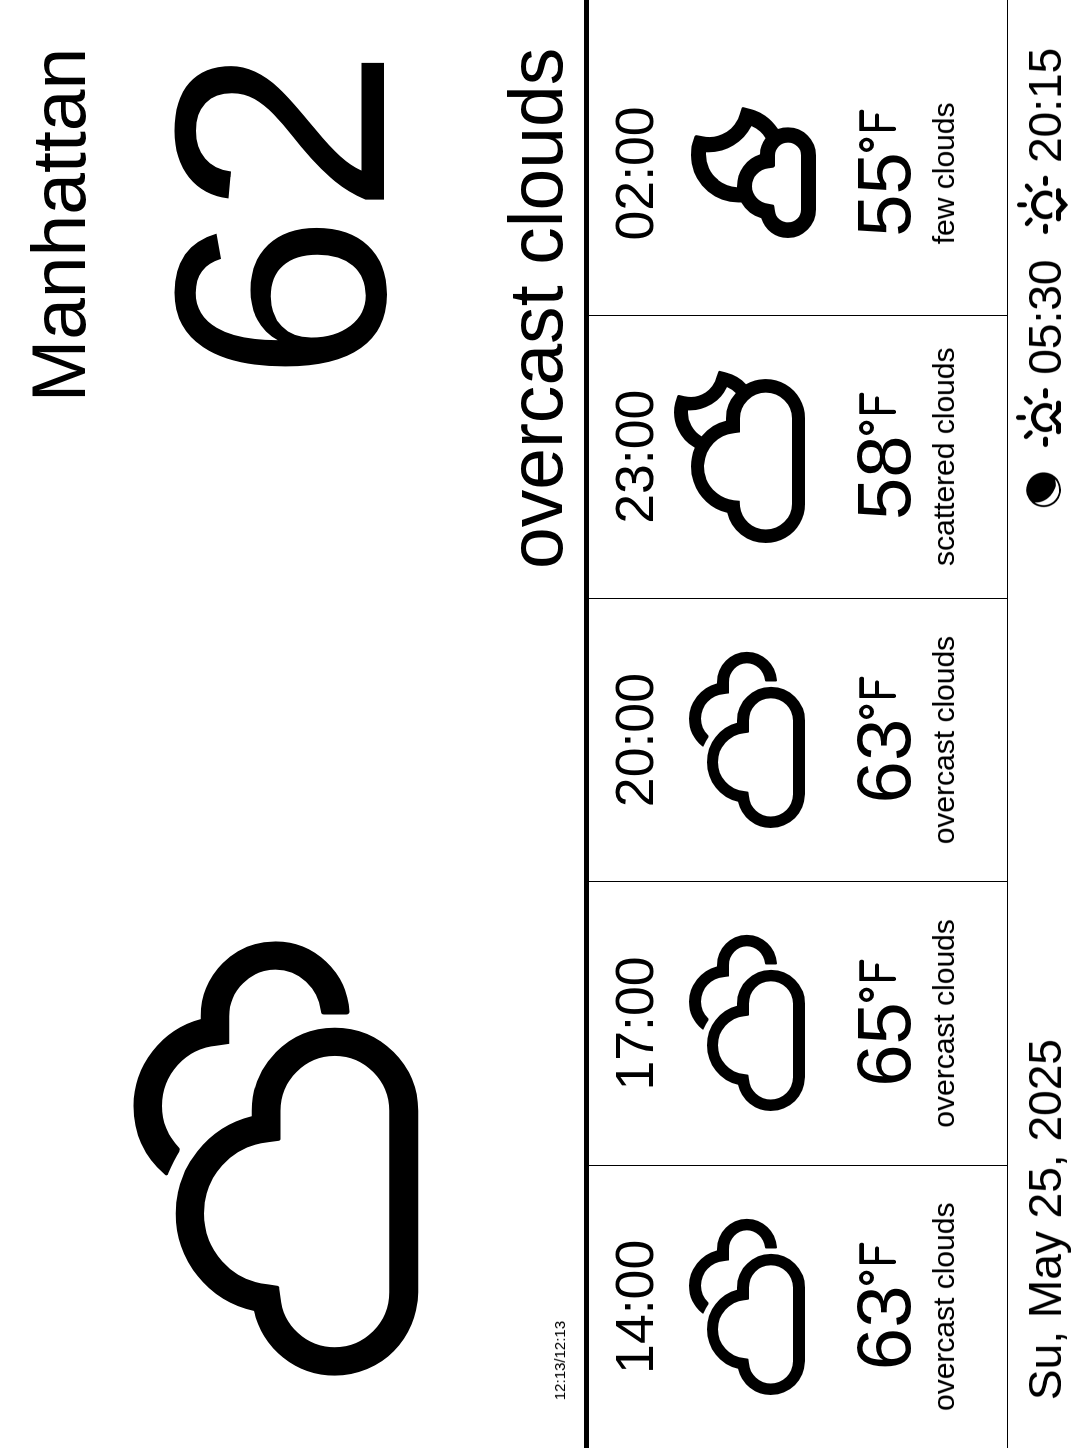 Manhattan
62
12:13/12:13
overcast clouds
14:00
63°F
overcast clouds
17:00
65°F
overcast clouds
20:00
63°F
overcast clouds
23:00
58°F
scattered clouds
02:00
55°F
few clouds
Su, May 25, 2025
05:30
20:15